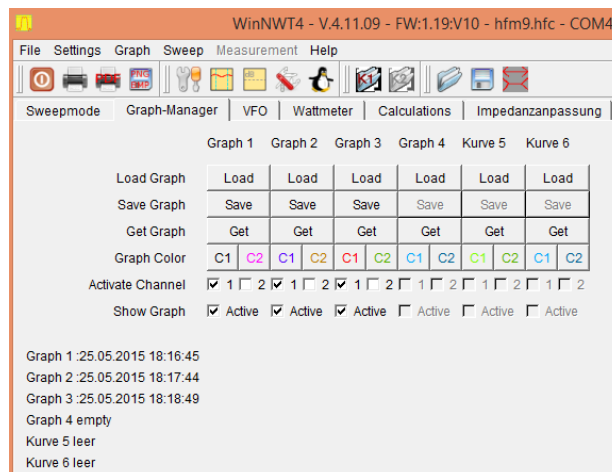 WinNWT4 - V.4.11.09 - FW:1.19:V10 - hfm9.hfc - COM4
File Settings Graph Sweep Measurement Help
PNG BMP K1 K2
Sweepmode Graph-Manager VFO Wattmeter Calculations Impedanzanpassung
Graph 1 Graph 2 Graph 3 Graph 4 Kurve 5 Kurve 6
Load Graph Load Load Load Load Load Load
Save Graph Save Save Save Save Save Save
Get Graph Get Get Get Get Get Get
Graph Color C1 C2 C1 C2 C1 C2 C1 C2 C1 C2 C1 C2
Activate Channel 1 2 1 2 1 2 1 2 1 2 1 2
Show Graph Active Active Active Active Active Active
Graph 1 :25.05.2015 18:16:45
Graph 2 :25.05.2015 18:17:44
Graph 3 :25.05.2015 18:18:49
Graph 4 empty
Kurve 5 leer
Kurve 6 leer